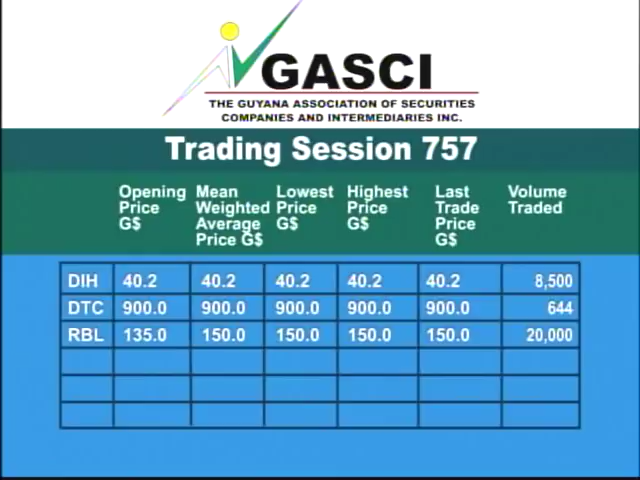 GASCI
THE GUYANA ASSOCIATION OF SECURITIES
COMPANIES AND INTERMEDIARIES INC.
Trading Session 757
Opening Price G$ Mean Weighted Average Price G$ Lowest Price G$ Highest Price G$ Last Trade Price G$ Volume Traded
DIH 40.2 40.2 40.2 40.2 40.2 8,500
DTC 900.0 900.0 900.0 900.0 900.0 644
RBL 135.0 150.0 150.0 150.0 150.0 20,000